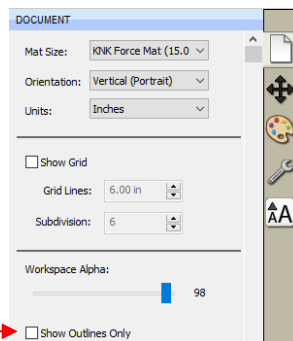 DOCUMENT
Mat Size: KNK Force Mat (15.0
Orientation: Vertical (Portrait)
Units: Inches
Show Grid
Grid Lines: 6.00 in
Subdivision: 6
AA
Workspace Alpha:
98
Show Outlines Only